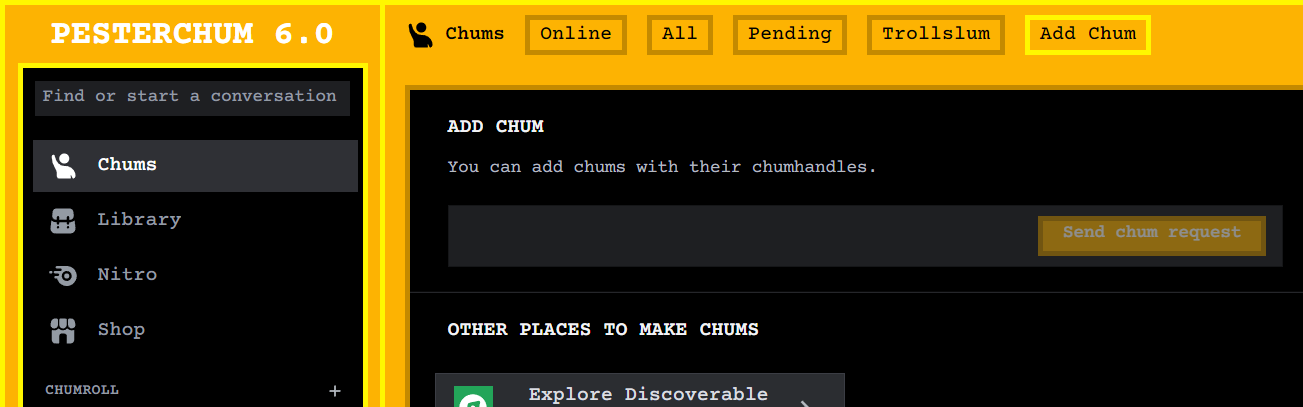 PESTERCHUM 6.0
Find or start a conversation
Chums
Library
Nitro
Shop
CHUMROLL +
Chums Online All Pending Trollslum Add Chum
ADD CHUM
You can add chums with their chumhandles.
Send chum request
OTHER PLACES TO MAKE CHUMS
Explore Discoverable